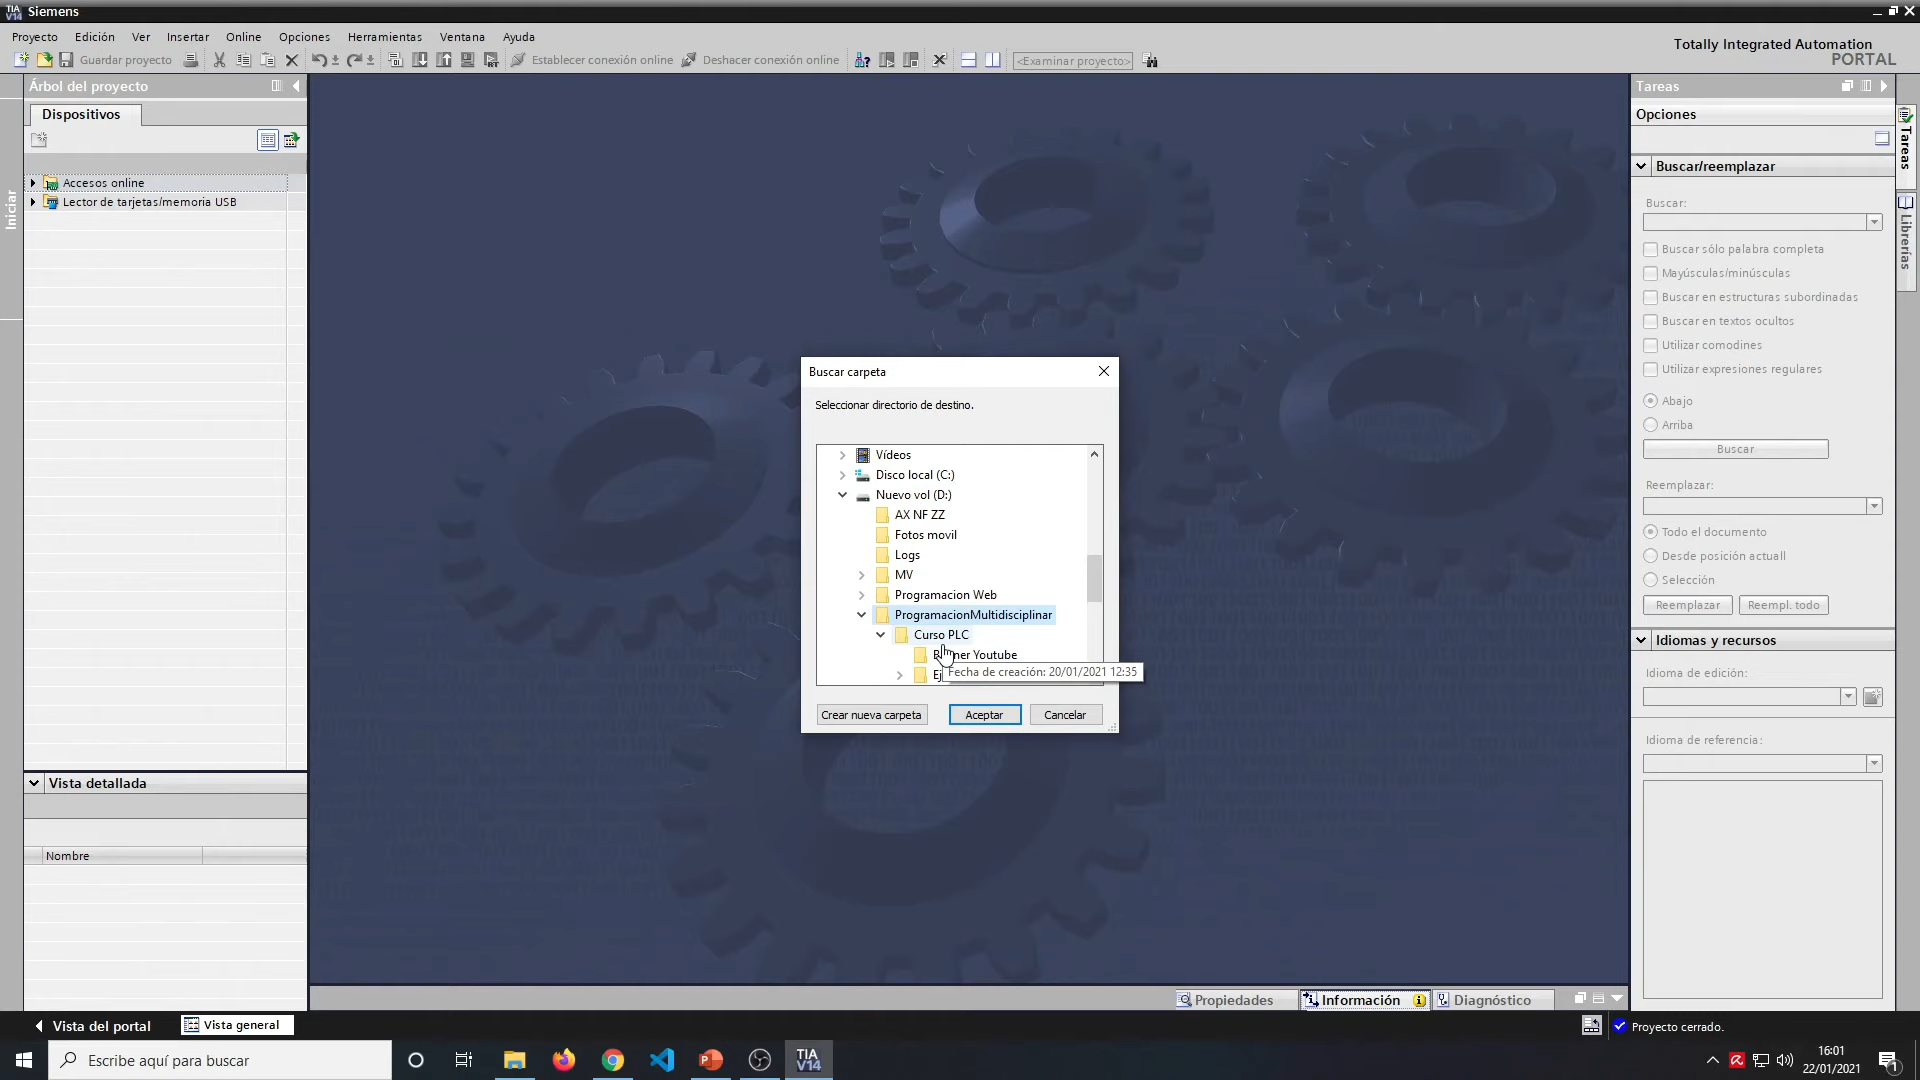 TIA V14 Siemens
Proyecto Edición Ver Insertar Online Opciones Herramientas Ventana Ayuda
Totally Integrated Automation
PORTAL
Guardar proyecto Establecer conexión online Deshacer conexión online <Examinar proyecto>
Árbol del proyecto
Dispositivos
Accesos online
Lector de tarjetas/memoria USB
Iniciar
Vista detallada
Nombre
Buscar carpeta
Seleccionar directorio de destino.
Vídeos
Disco local (C:)
Nuevo vol (D:)
AX NF ZZ
Fotos movil
Logs
MV
Programacion Web
ProgramacionMultidisciplinar
Curso PLC
Youtube
Fecha de creación: 20/01/2021 12:35
Crear nueva carpeta Aceptar Cancelar
Tareas
Opciones
Buscar/reemplazar
Buscar:
Buscar sólo palabra completa
Mayúsculas/minúsculas
Buscar en estructuras subordinadas
Buscar en textos ocultos
Utilizar comodines
Utilizar expresiones regulares
Abajo
Arriba
Buscar
Reemplazar:
Todo el documento
Desde posición actuall
Selección
Reemplazar Reempl. todo
Idiomas y recursos
Idioma de edición:
Idioma de referencia:
Tareas
Librerías
Propiedades Información Diagnóstico
Vista del portal Vista general
Proyecto cerrado.
Escribe aquí para buscar
TIA V14
16:01
22/01/2021
1